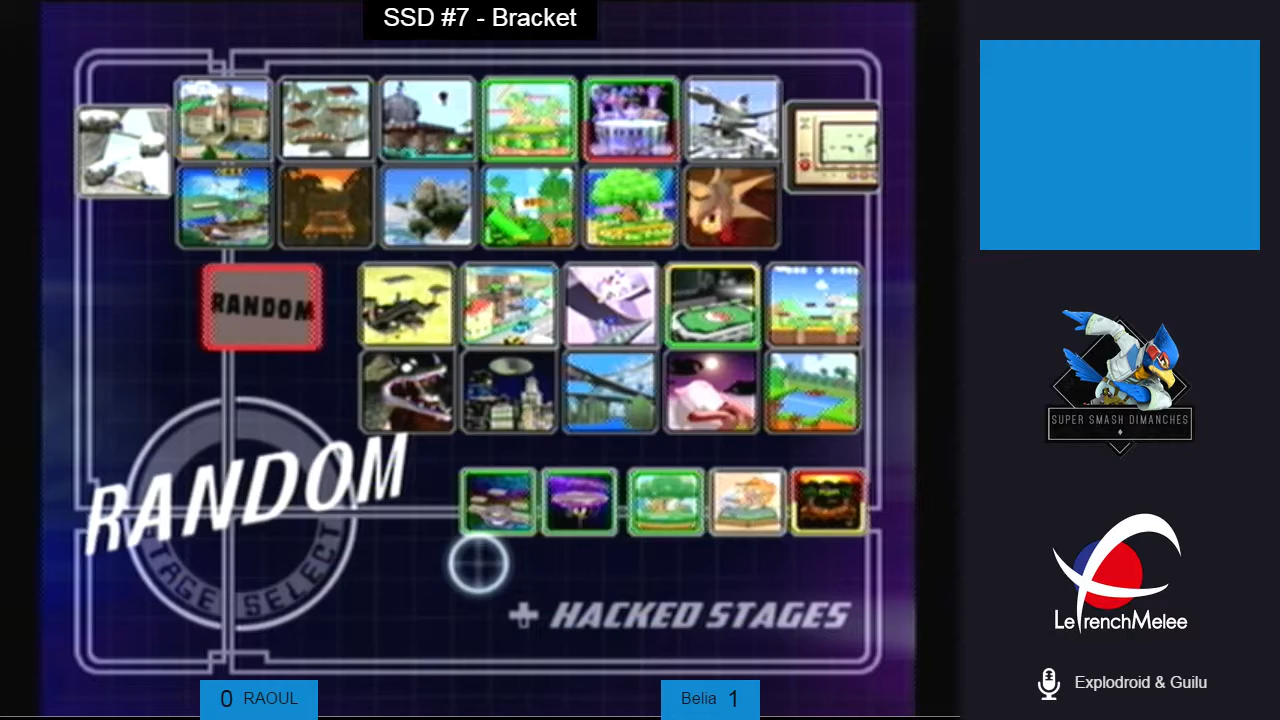 SSD #7 - Bracket
RANDOM
RANDOM
STAGE SELECT
+ HACKED STAGES
0 RAOUL
Belia 1
SUPER SMASH DIMANCHES
LeFrenchMelee
Explodroid & Guilu